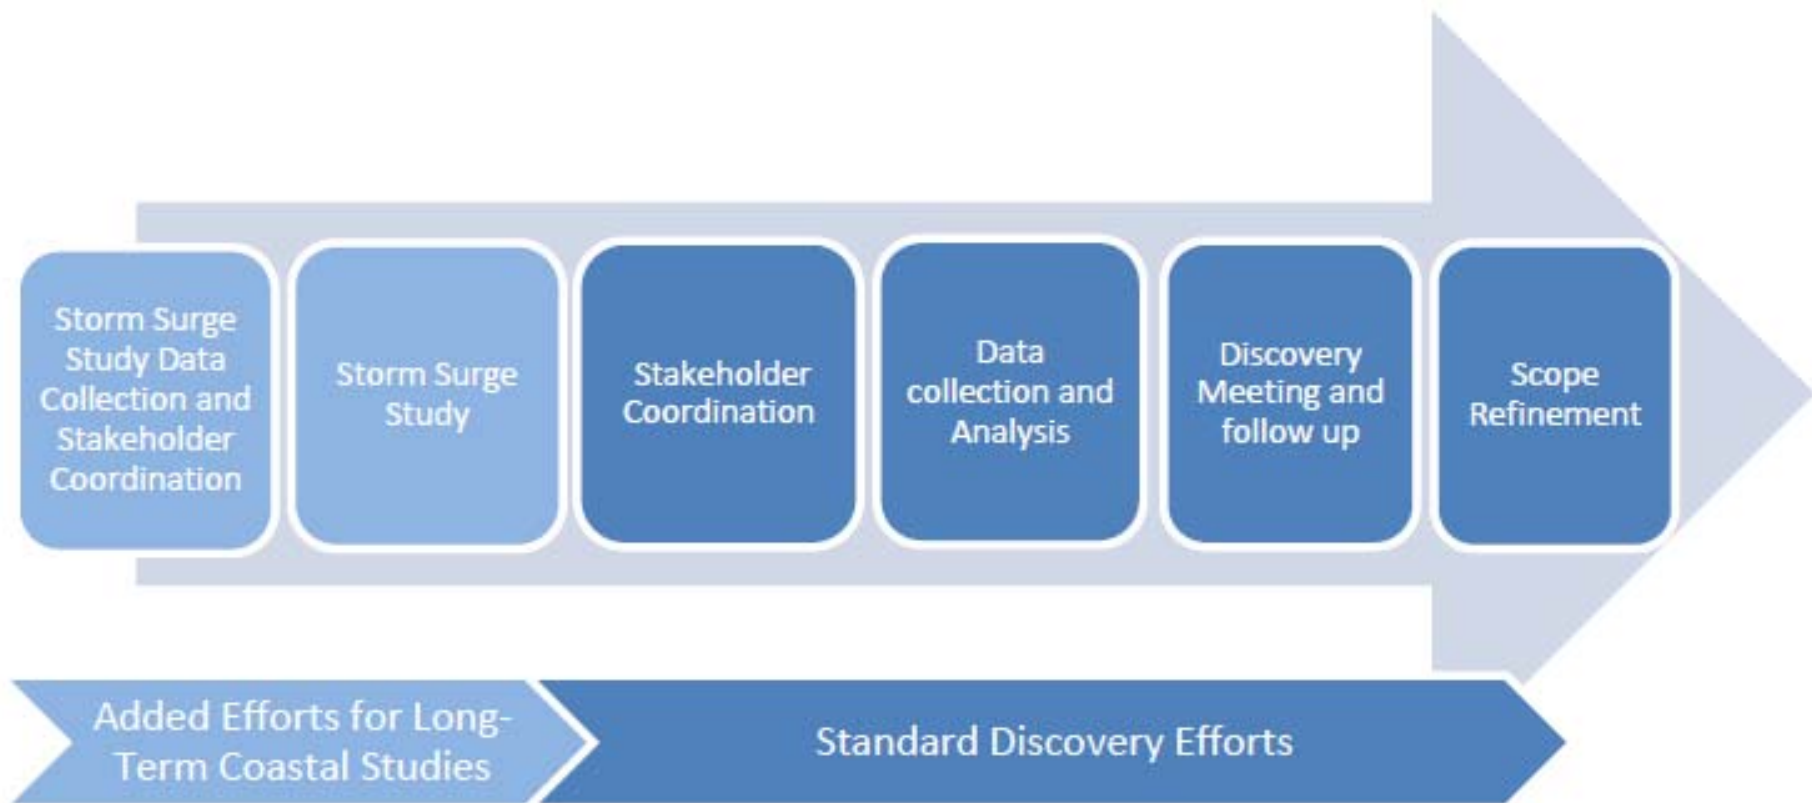 Storm Surge
Study Data
Collection and
Stakeholder
Coordination
Storm Surge
Study
Stakeholder
Coordination
Data
collection and
Analysis
Discovery
Meeting and
follow up
Scope
Refinement
Added Efforts for Long-
Term Coastal Studies
Standard Discovery Efforts